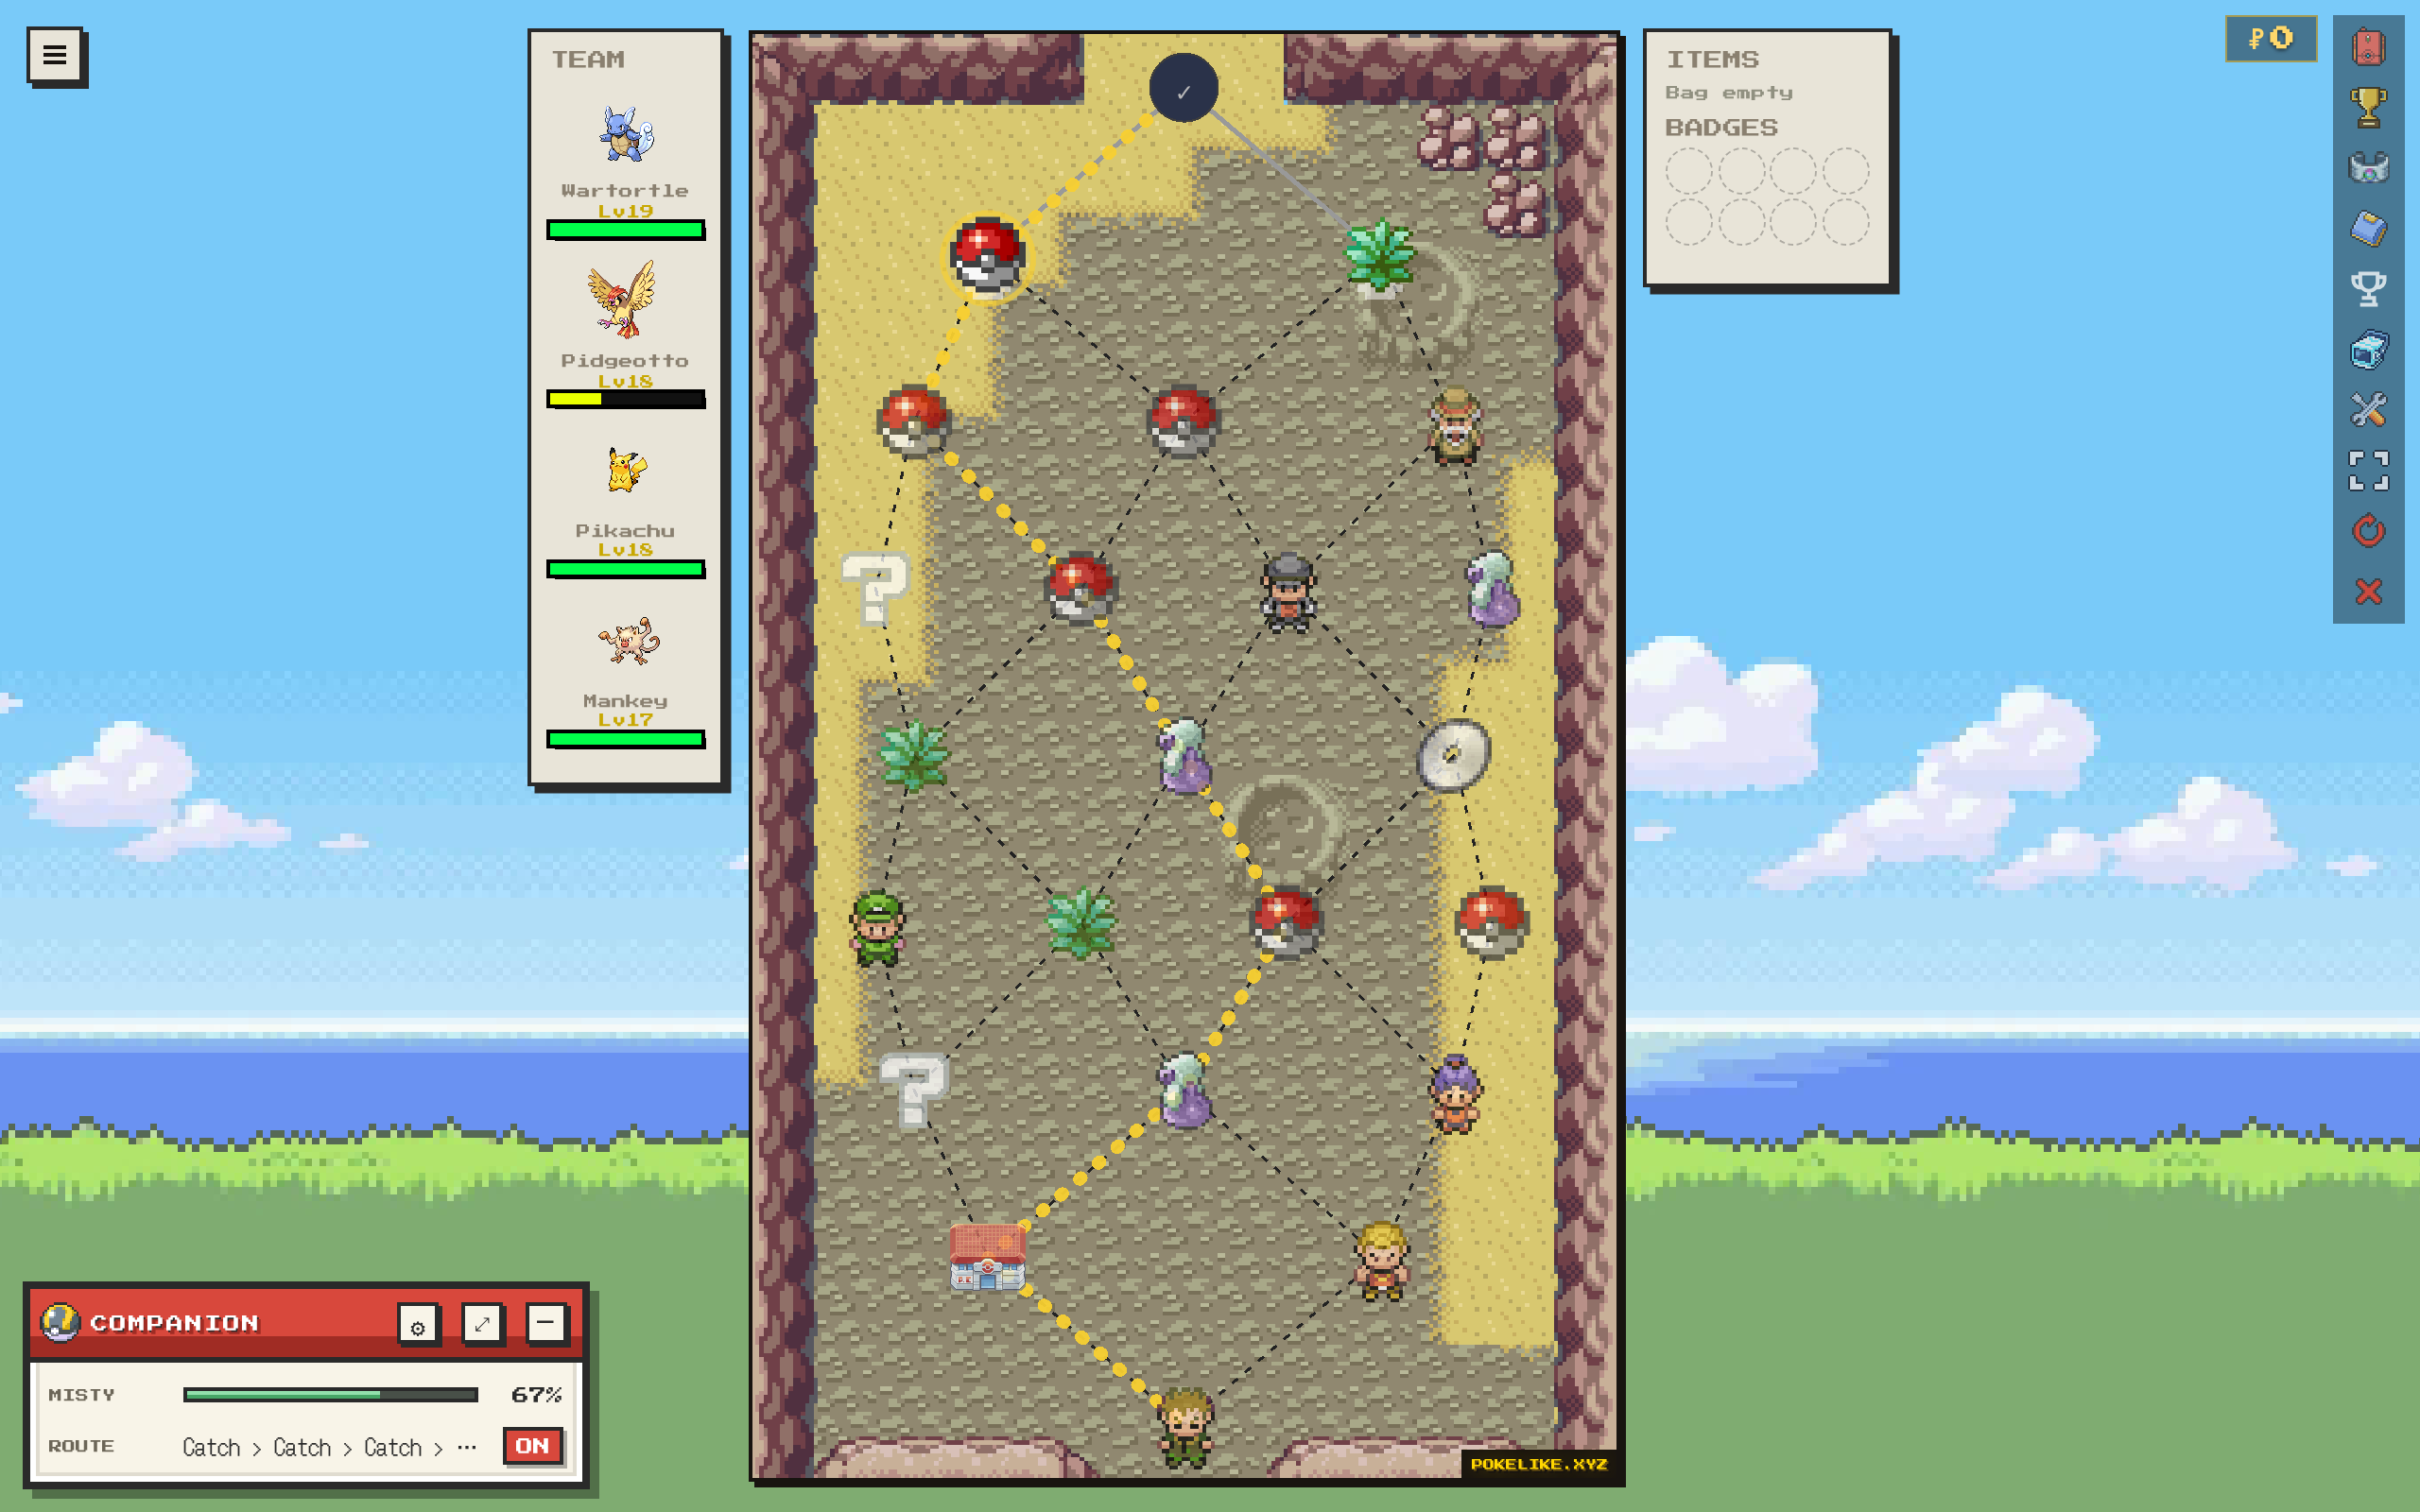 TEAM
Wartortle
Lv19
Pidgeotto
Lv18
Pikachu
Lv18
Mankey
Lv17
ITEMS
Bag empty
BADGES
₽0
P.C
COMPANION
MISTY 67%
ROUTE Catch > Catch > Catch > ... ON
POKELIKE.XYZ